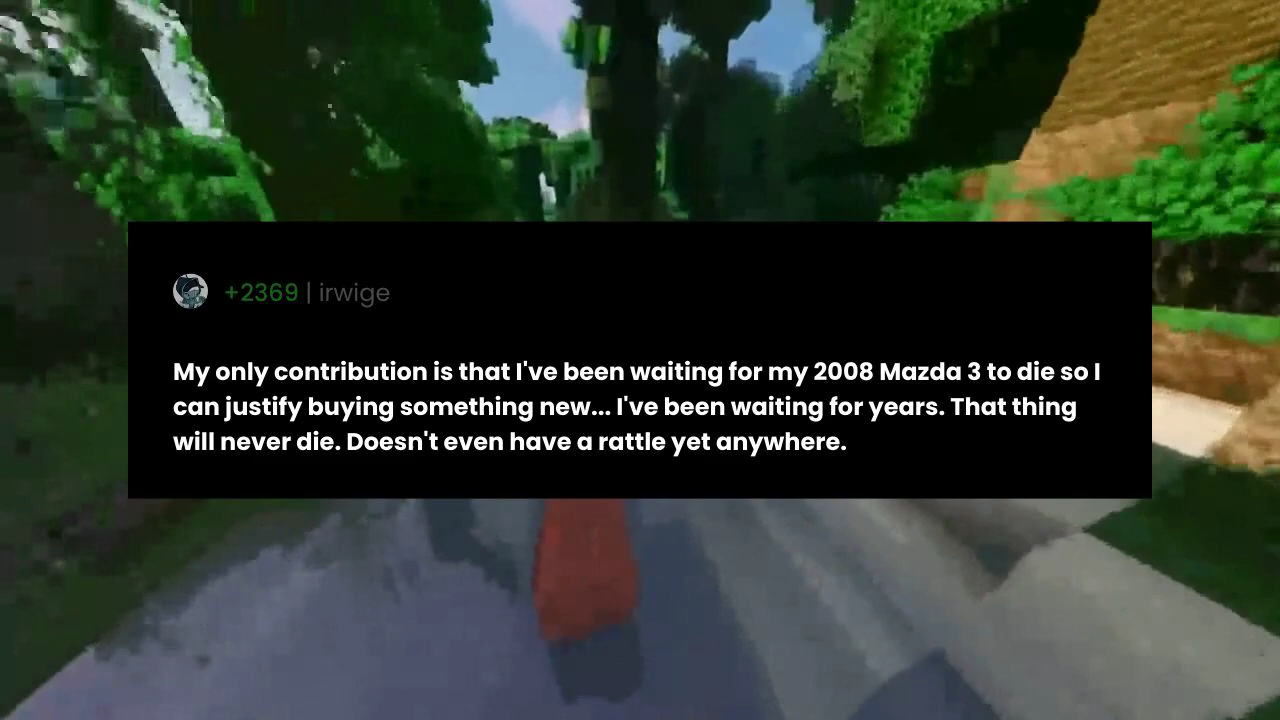 +2369 | irwige
My only contribution is that I've been waiting for my 2008 Mazda 3 to die so I
can justify buying something new... I've been waiting for years. That thing
will never die. Doesn't even have a rattle yet anywhere.